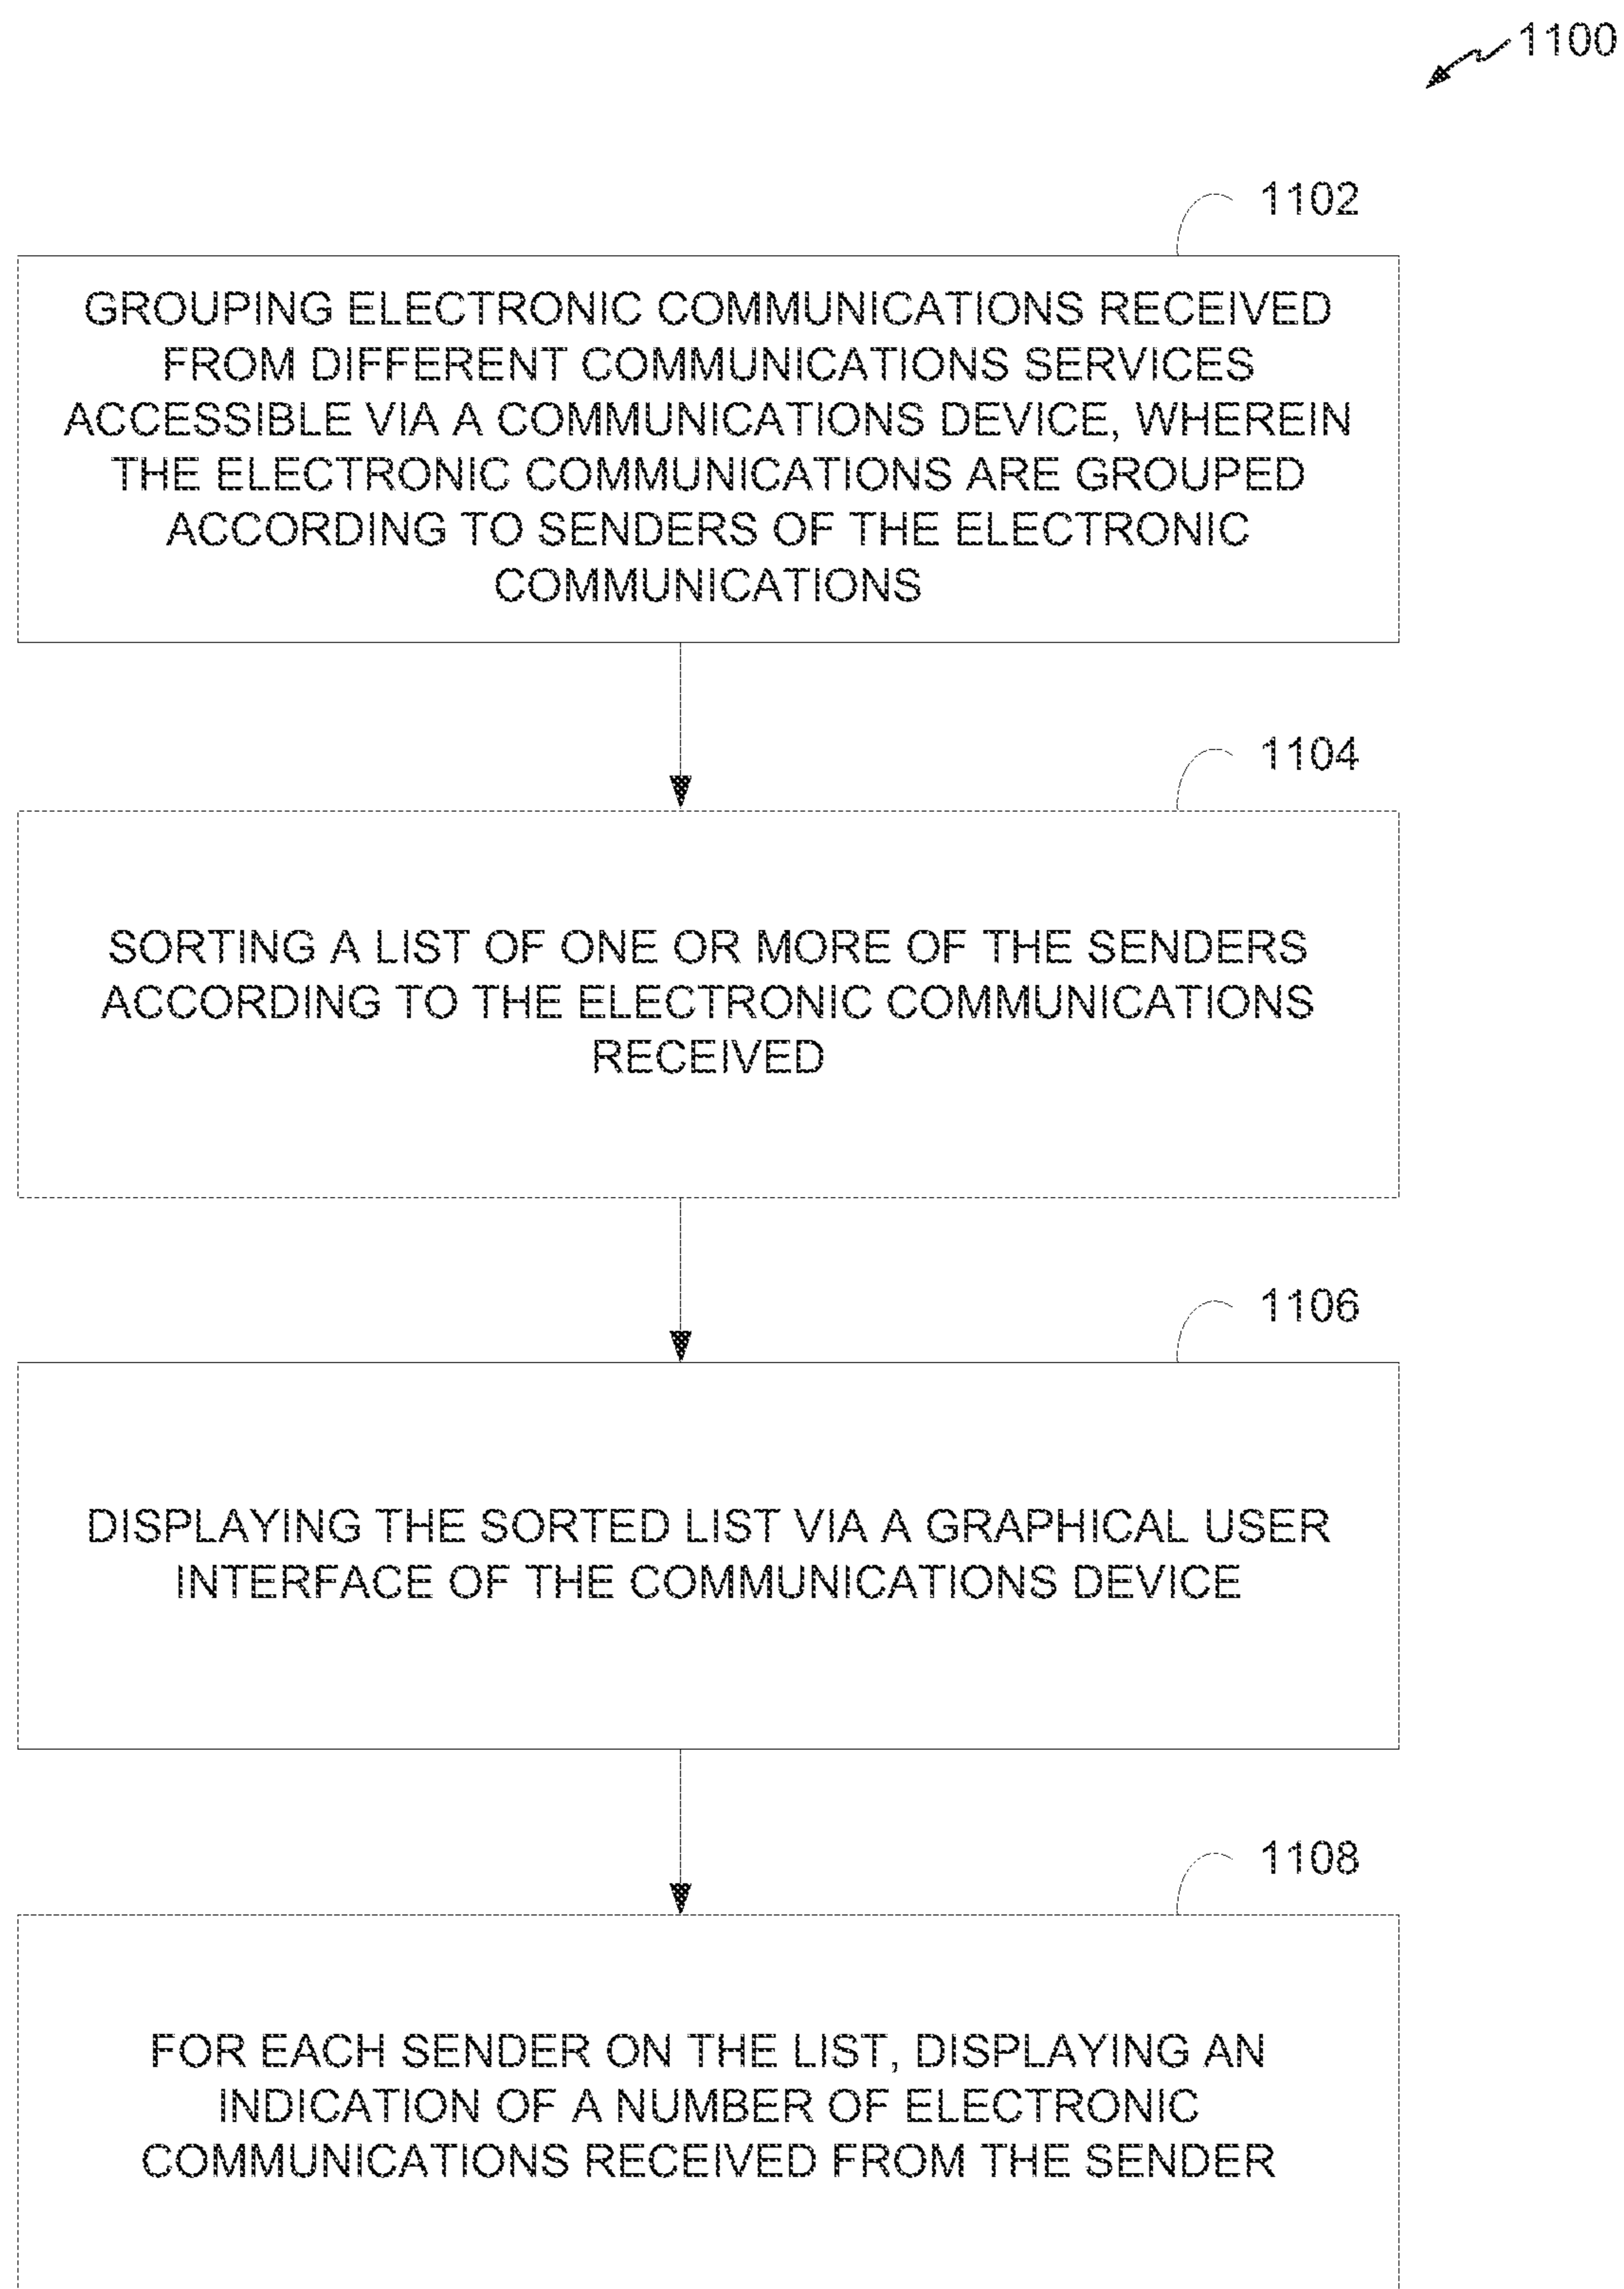 1100
1102
GROUPING ELECTRONIC COMMUNICATIONS RECEIVED
FROM DIFFERENT COMMUNICATIONS SERVICES
ACCESSIBLE VIA A COMMUNICATIONS DEVICE, WHEREIN
THE ELECTRONIC COMMUNICATIONS ARE GROUPED
ACCORDING TO SENDERS OF THE ELECTRONIC
COMMUNICATIONS
1104
SORTING A LIST OF ONE OR MORE OF THE SENDERS
ACCORDING TO THE ELECTRONIC COMMUNICATIONS
RECEIVED
1106
DISPLAYING THE SORTED LIST VIA A GRAPHICAL USER
INTERFACE OF THE COMMUNICATIONS DEVICE
1108
FOR EACH SENDER ON THE LIST, DISPLAYING AN
INDICATION OF A NUMBER OF ELECTRONIC
COMMUNICATIONS RECEIVED FROM THE SENDER